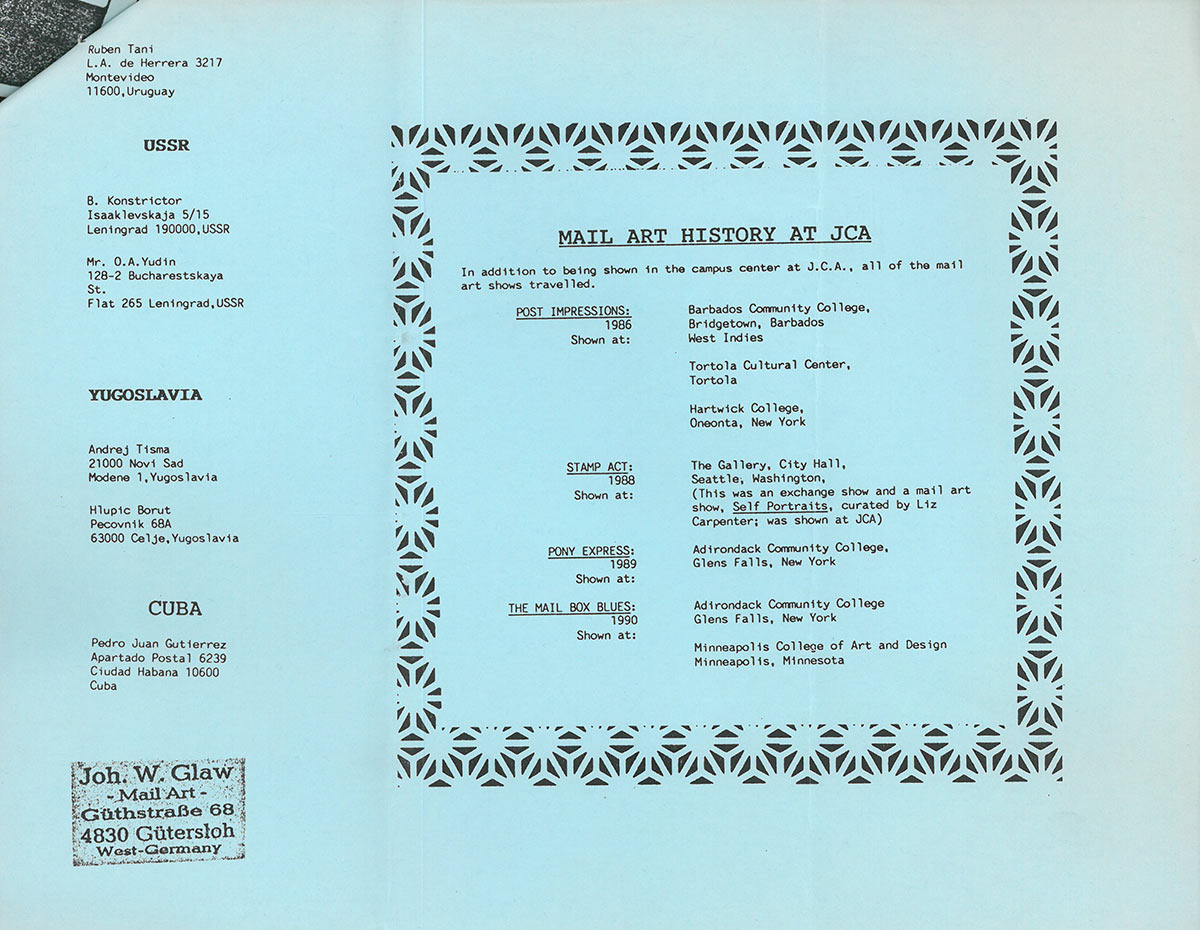 Ruben Tani
L.A. de Herrera 3217
Montevideo
11600,Uruguay
USSR
B. Konstrictor
Isaaklevskaja 5/15
Leningrad 190000,USSR
Mr. O.A.Yudin
128-2 Bucharestskaya
St.
Flat 265 Leningrad,USSR
YUGOSLAVIA
Andrej Tisma
21000 Novi Sad
Modene 1,Yugoslavia
Hlupic Borut
Pecovnik 68A
63000 Celje,Yugoslavia
CUBA
Pedro Juan Gutierrez
Apartado Postal 6239
Ciudad Habana 10600
Cuba
Joh. W. Glaw
- Mail Art -
Güthstraße 68
4830 Gütersloh
West-Germany
MAIL ART HISTORY AT JCA
In addition to being shown in the campus center at J.C.A., all of the mail
art shows travelled.
POST IMPRESSIONS:
1986
Shown at:
Barbados Community College,
Bridgetown, Barbados
West Indies
Tortola Cultural Center,
Tortola
Hartwick College,
Oneonta, New York
STAMP ACT:
1988
Shown at:
The Gallery, City Hall,
Seattle, Washington,
(This was an exchange show and a mail art
show, Self Portraits, curated by Liz
Carpenter; was shown at JCA)
PONY EXPRESS:
1989
Shown at:
Adirondack Community College,
Glens Falls, New York
THE MAIL BOX BLUES:
1990
Shown at:
Adirondack Community College
Glens Falls, New York
Minneapolis College of Art and Design
Minneapolis, Minnesota